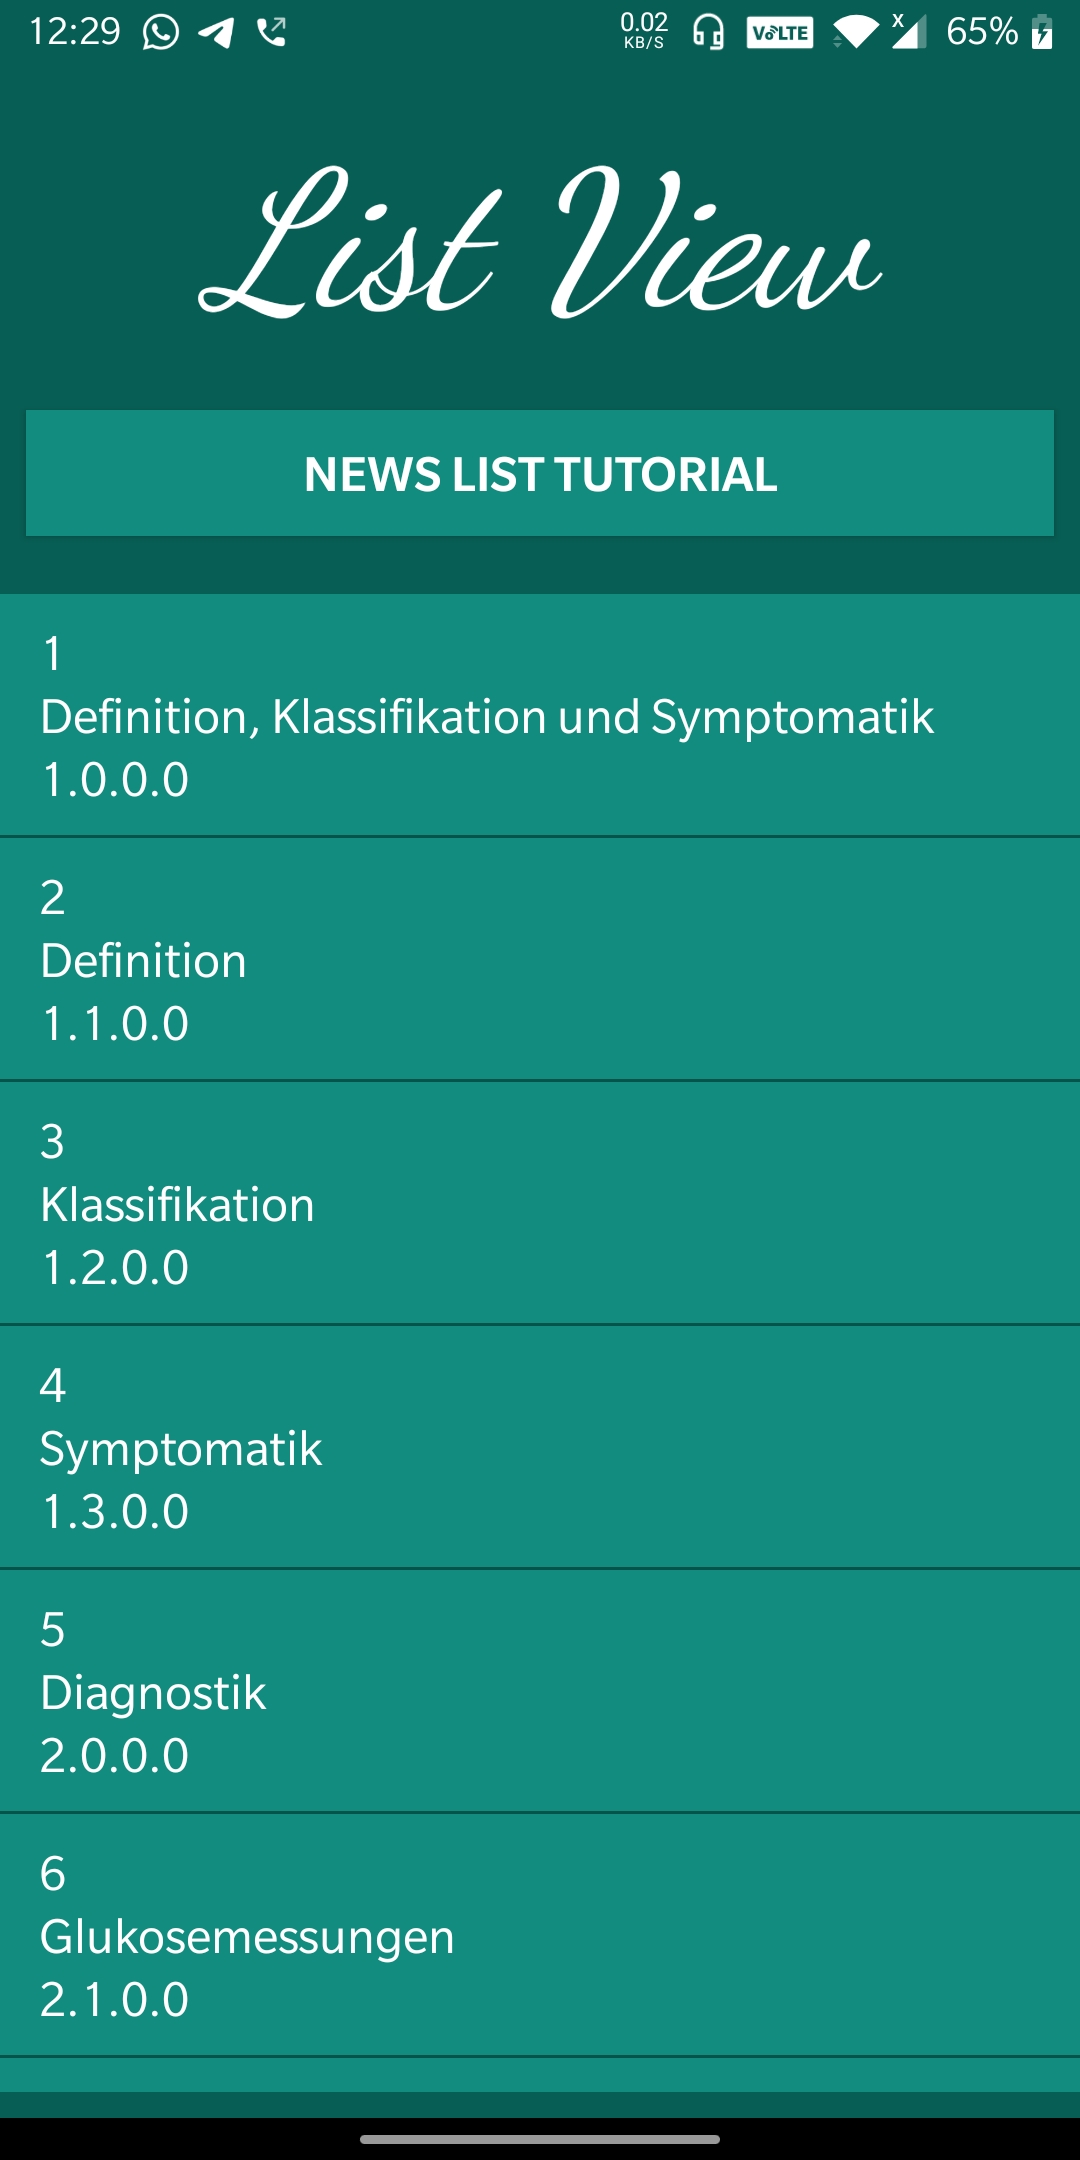 12:29 0.02 KB/S VoLTE X 65%
List View
NEWS LIST TUTORIAL
1
Definition, Klassifikation und Symptomatik
1.0.0.0
2
Definition
1.1.0.0
3
Klassifikation
1.2.0.0
4
Symptomatik
1.3.0.0
5
Diagnostik
2.0.0.0
6
Glukosemessungen
2.1.0.0